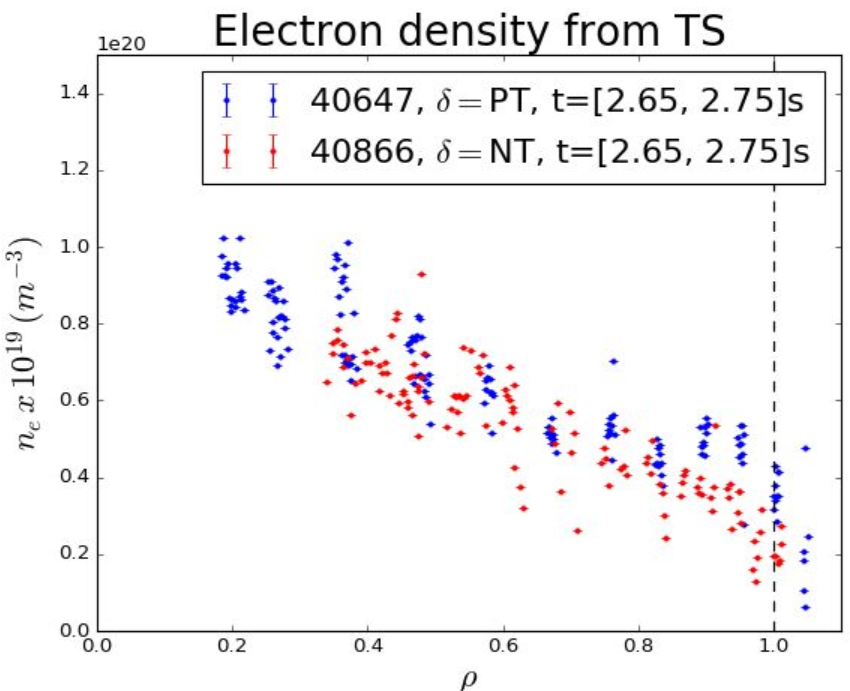 Electron density from TS
1e20
40647, δ = PT, t=[2.65, 2.75]s
40866, δ = NT, t=[2.65, 2.75]s
1.4
1.2
1.0
0.8
0.6
0.4
0.2
0.0
n_e x 10^{19} (m^{-3})
0.0 0.2 0.4 0.6 0.8 1.0
ρ